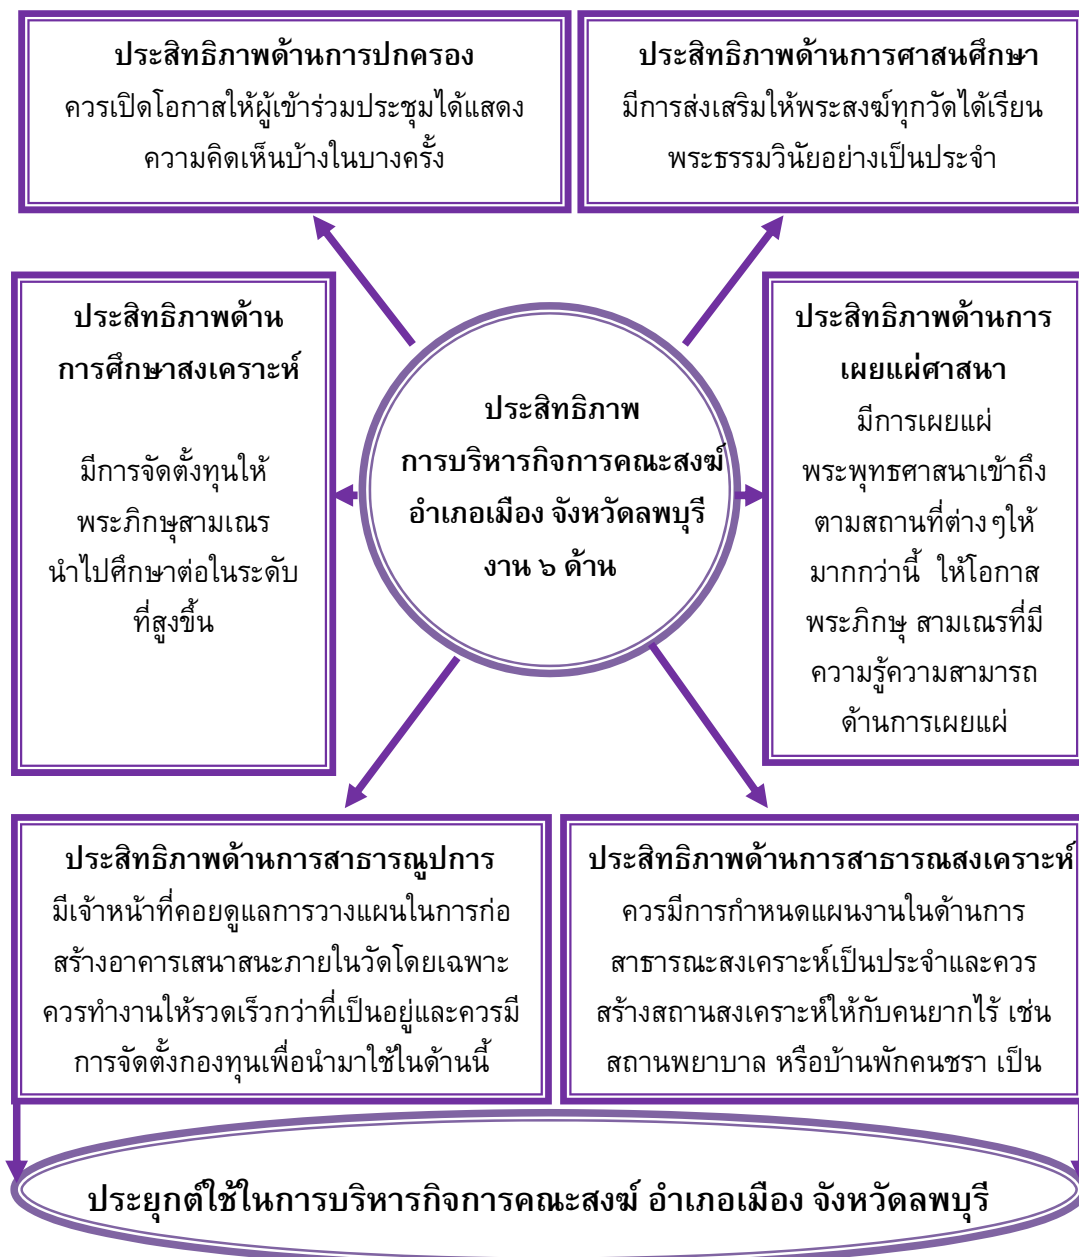 ประสิทธิภาพด้านการปกครอง
ควรเปิดโอกาสให้ผู้เข้าร่วมประชุมได้แสดง
ความคิดเห็นบ้างในบางครั้ง
ประสิทธิภาพด้านการศาสนศึกษา
มีการส่งเสริมให้พระสงฆ์ทุกวัดได้เรียน
พระธรรมวินัยอย่างเป็นประจำ
ประสิทธิภาพด้าน
การศึกษาสงเคราะห์
มีการจัดตั้งทุนให้
พระภิกษุสามเณร
นำไปศึกษาต่อในระดับ
ที่สูงขึ้น
ประสิทธิภาพ
การบริหารกิจการคณะสงฆ์
อำเภอเมือง จังหวัดลพบุรี
งาน ๖ ด้าน
ประสิทธิภาพด้านการ
เผยแผ่ศาสนา
มีการเผยแผ่
พระพุทธศาสนาเข้าถึง
ตามสถานที่ต่าง ๆให้
มากกว่านี้ ให้โอกาส
พระภิกษุ สามเณรที่มี
ความรู้ความสามารถ
ด้านการเผยแผ่
ประสิทธิภาพด้านการสาธารณูปการ
มีเจ้าหน้าที่คอยดูแลการวางแผนในการก่อ
สร้างอาคารเสนาสนะภายในวัดโดยเฉพาะ
ควรทำงานให้รวดเร็วกว่าที่เป็นอยู่และควรมี
การจัดตั้งกองทุนเพื่อนำมาใช้ในด้านนี้
ประสิทธิภาพด้านการสาธารณสงเคราะห์
ควรมีการกำหนดแผนงานในด้านการ
สาธารณะสงเคราะห์เป็นประจำและควร
สร้างสถานสงเคราะห์ให้กับคนยากไร้ เช่น
สถานพยาบาล หรือบ้านพักคนชรา เป็น
ประยุกต์ใช้ในการบริหารกิจการคณะสงฆ์ อำเภอเมือง จังหวัดลพบุรี